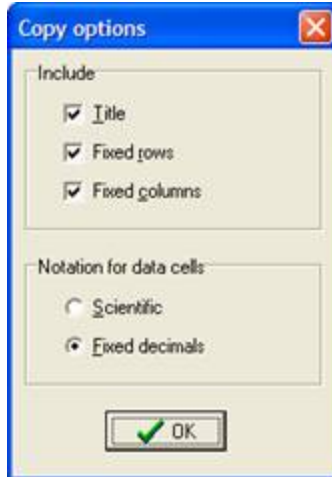 Copy options
Include
Title
Fixed rows
Fixed columns
Notation for data cells
Scientific
Fixed decimals
OK